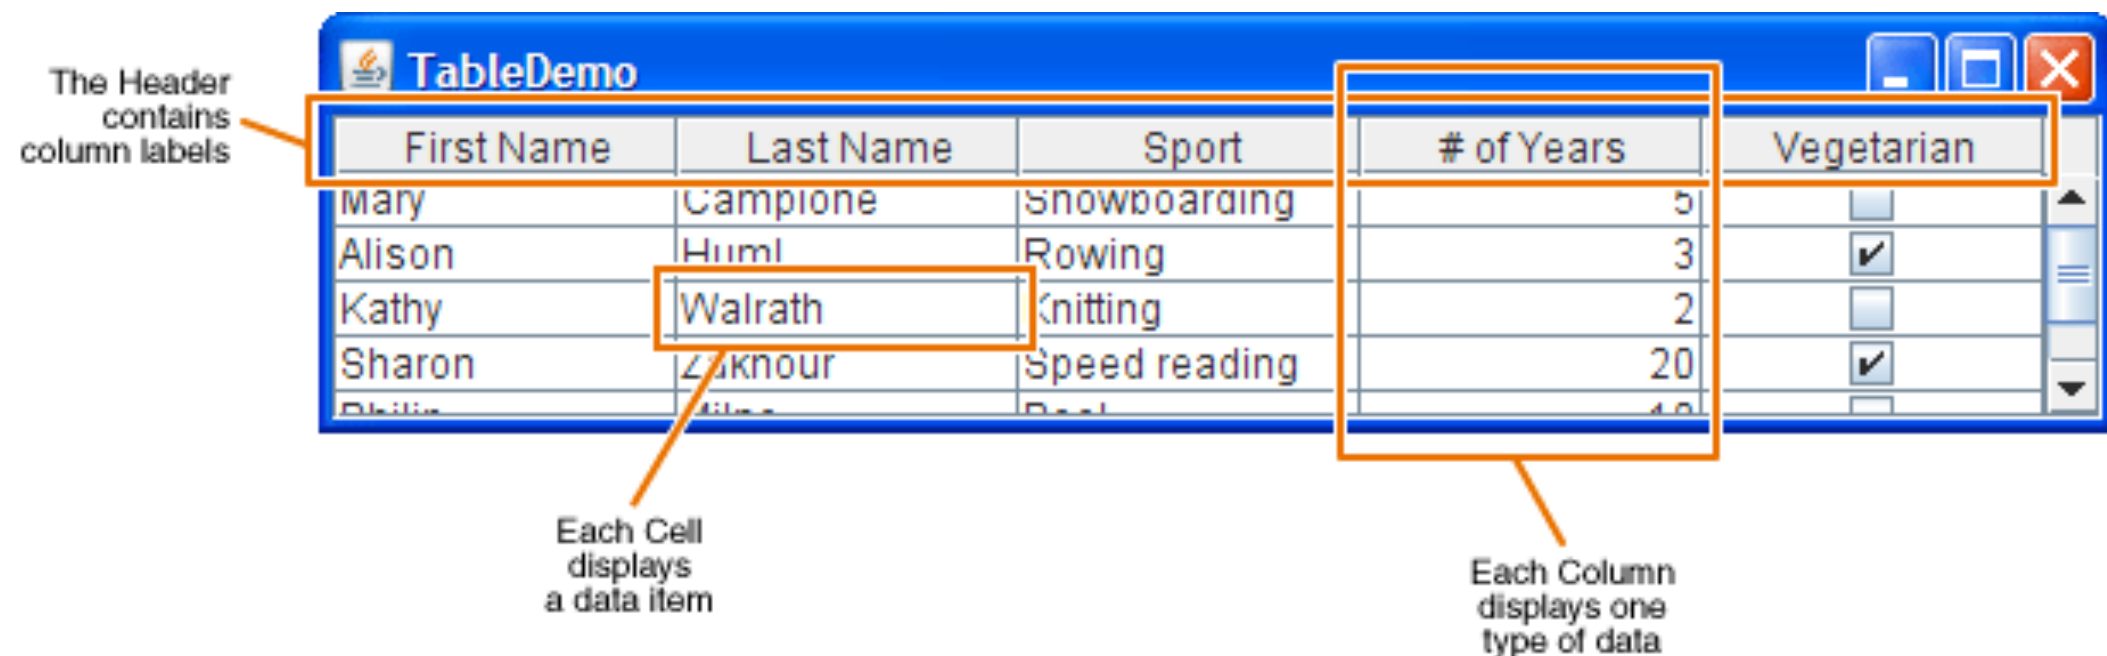 TableDemo
The Header
contains
column labels
First Name Last Name Sport # of Years Vegetarian
Mary Campione Snowboarding 5
Alison Huml Rowing 3
Kathy Walrath Knitting 2
Sharon Zakhour Speed reading 20
Each Cell
displays
a data item
Each Column
displays one
type of data